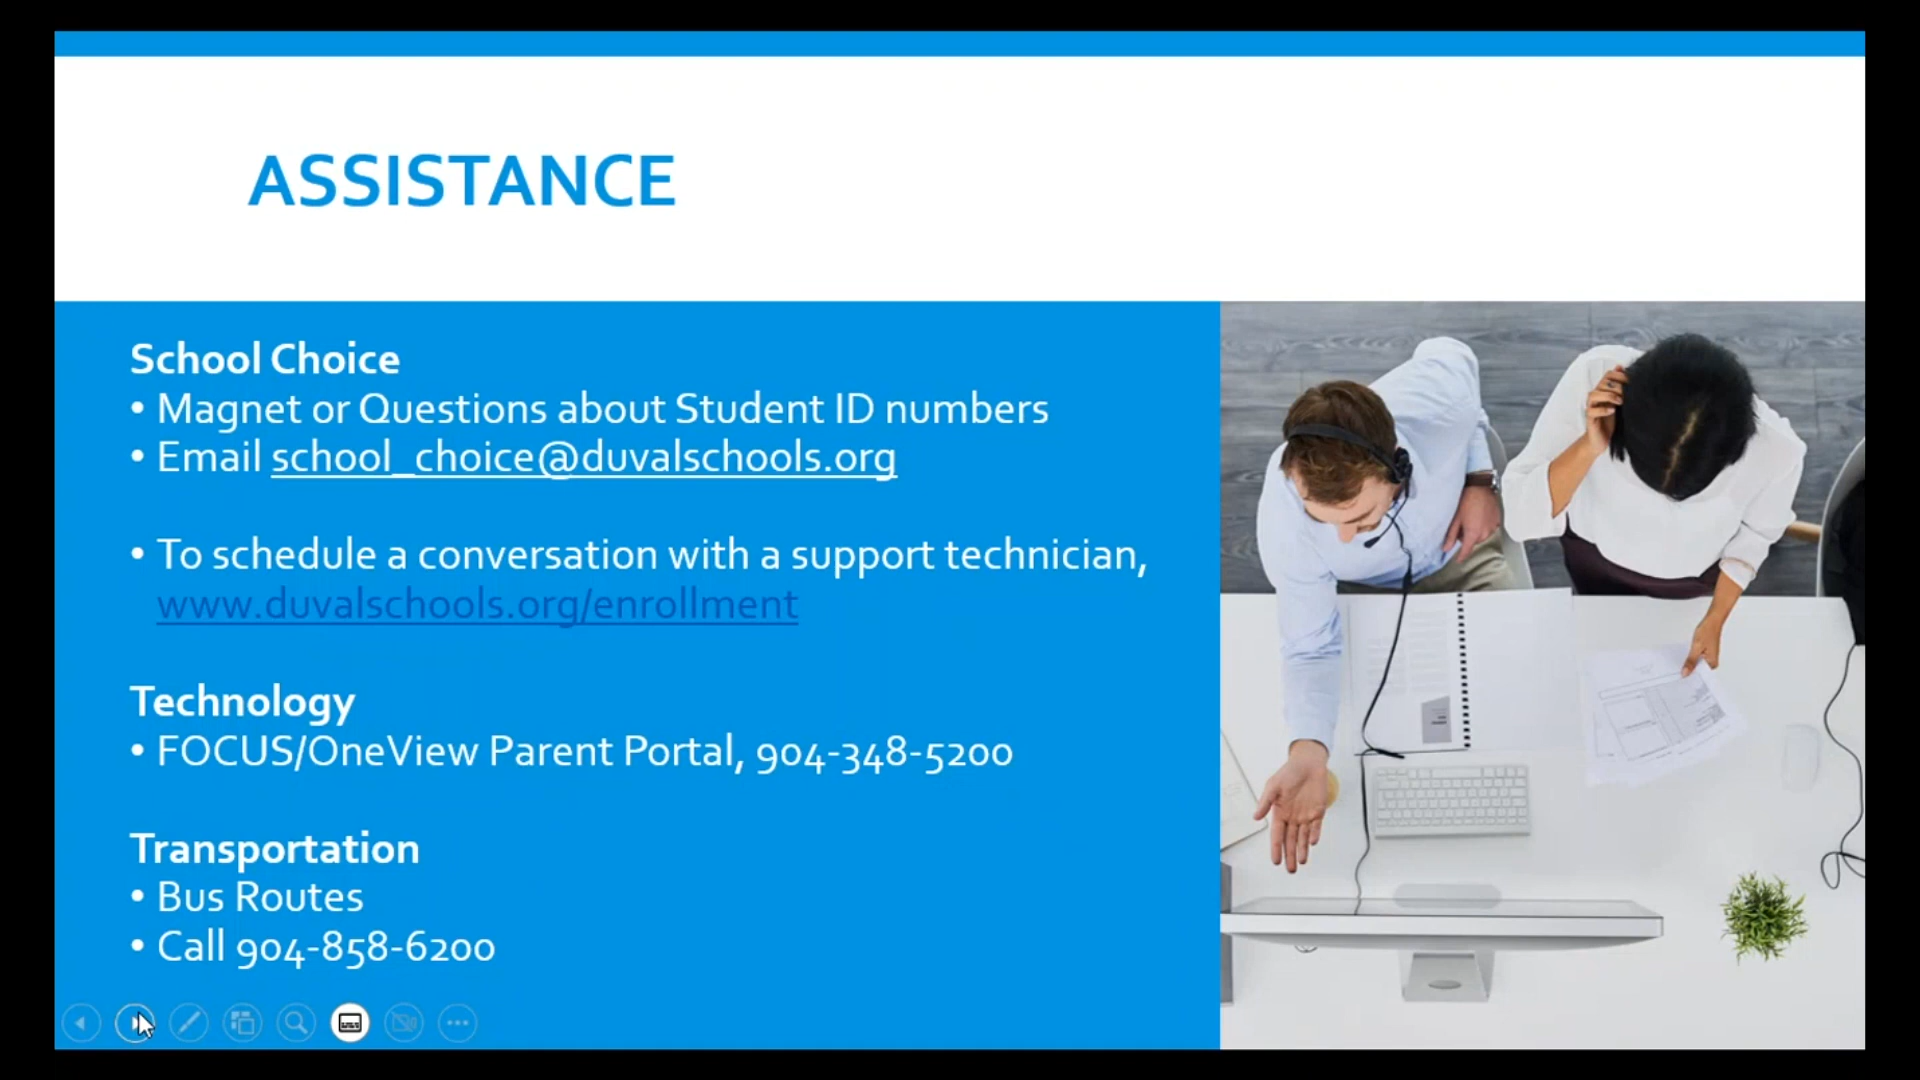 ASSISTANCE
School Choice
• Magnet or Questions about Student ID numbers
• Email school_choice@duvalschools.org
• To schedule a conversation with a support technician,
www.duvalschools.org/enrollment
Technology
• FOCUS/OneView Parent Portal, 904-348-5200
Transportation
• Bus Routes
• Call 904-858-6200